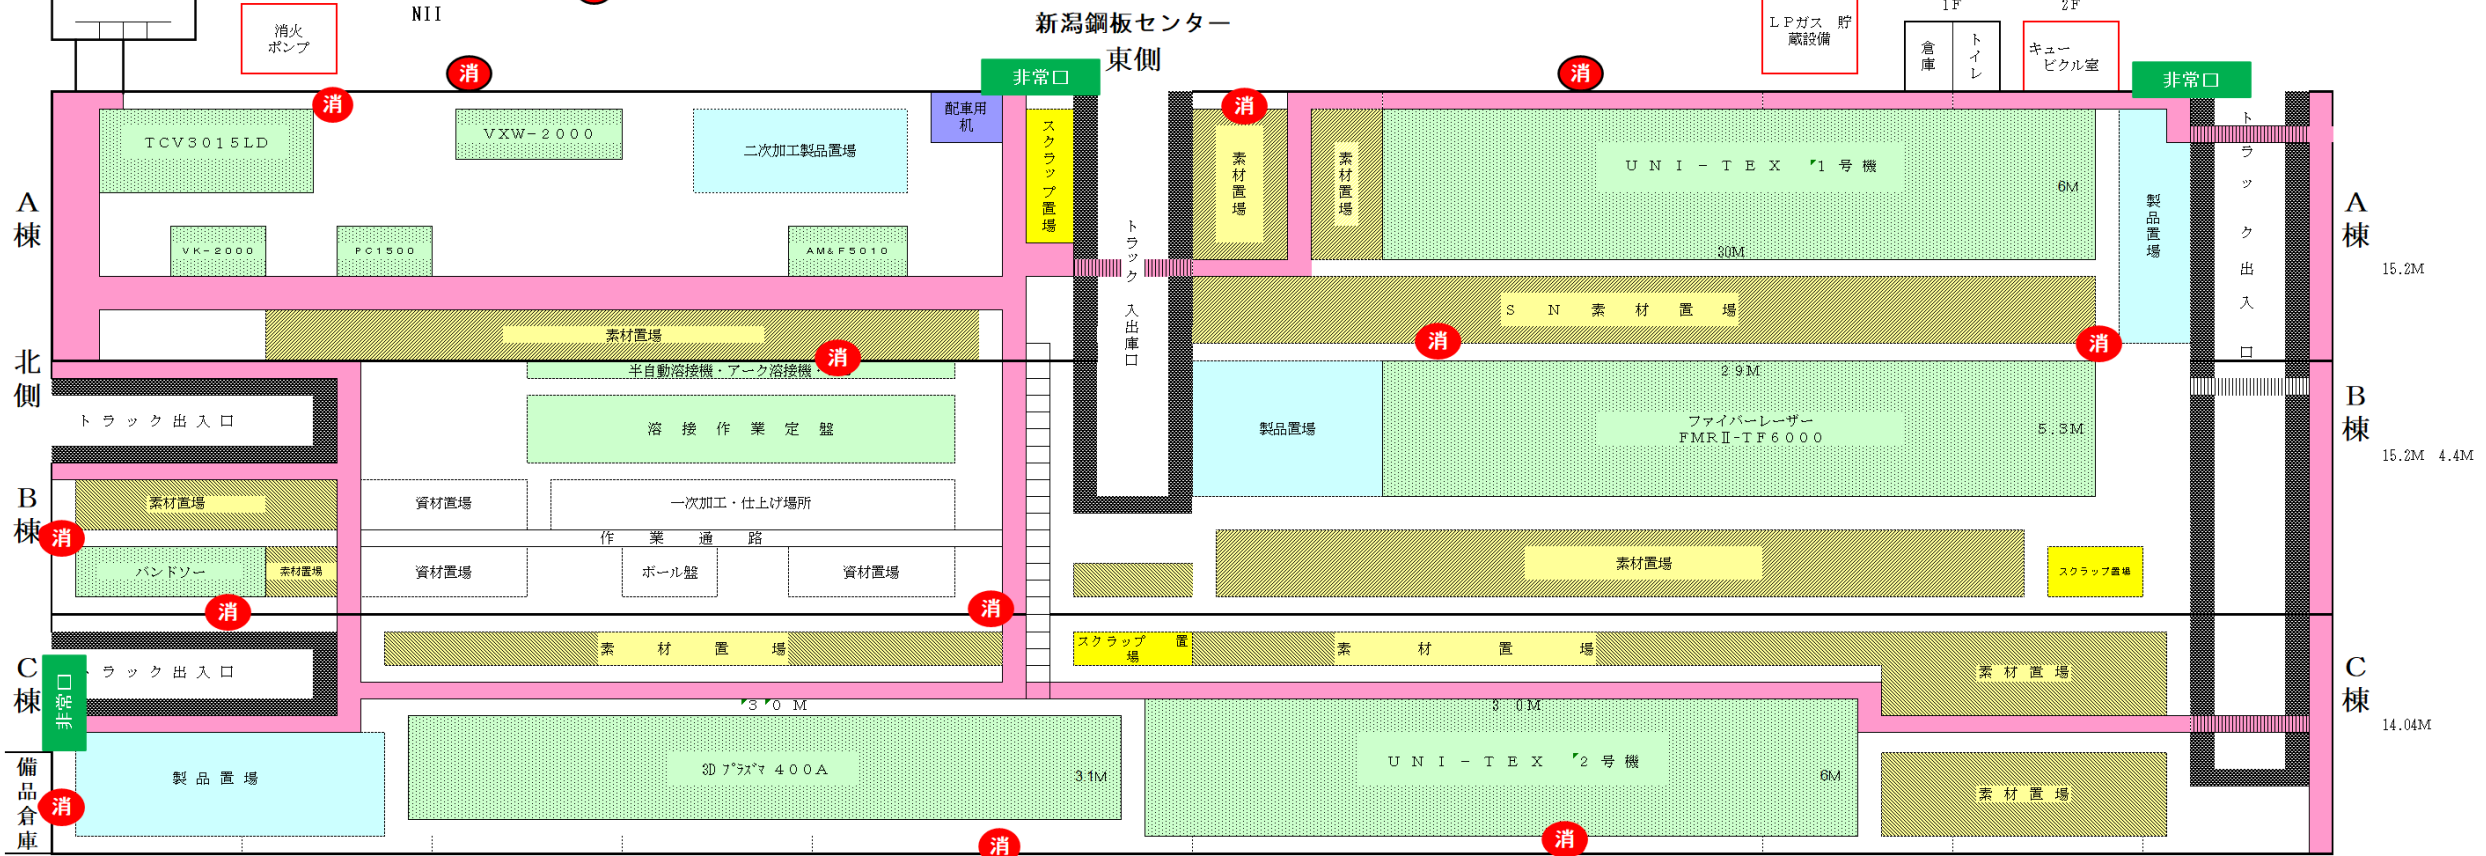 消火
ポンプ
NII
新潟鋼板センター
東側
LPガス 貯
蔵設備
1F
2F
倉庫
トイレ
キュー
ビクル室
非常口
非常口
消
消
消
消
TCV3015LD
VXW-2000
二次加工製品置場
配車用
机
スクラップ置場
素材置場
素材置場
UNI-TEX 1号機
6M
30M
製品置場
トラック出入口
A棟
A棟
15.2M
VK-2000
PC1500
AM&F5010
トラック入出庫口
素材置場
消
SN素材置場
消
消
北側
半自動溶接機・アーク溶接機・
29M
トラック出入口
溶接作業定盤
製品置場
ファイバーレーザー
FMRⅡ-TF6000
5.3M
B棟
15.2M 4.4M
B棟
素材置場
資材置場
一次加工・仕上げ場所
消
作業通路
バンドソー
素材置場
資材置場
ボール盤
資材置場
素材置場
スクラップ置場
消
消
C棟
トラック出入口
非常口
素材置場
スクラップ 置
場
素材置場
素材置場
C棟
30M
30M
14.04M
備品倉庫
製品置場
3Dプラズマ 400A
3.1M
UNI-TEX 2号機
6M
素材置場
消
消
消